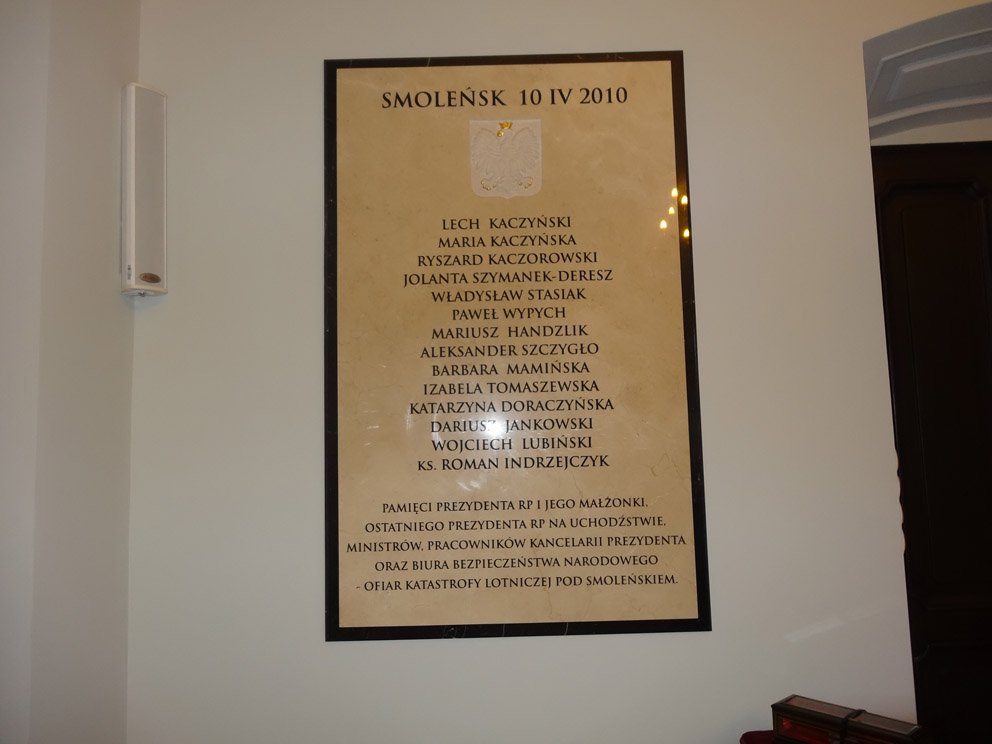 SMOLEŃSK 10 IV 2010
LECH KACZYŃSKI
MARIA KACZYŃSKA
RYSZARD KACZOROWSKI
JOLANTA SZYMANEK-DERESZ
WŁADYSŁAW STASIAK
PAWEŁ WYPYCH
MARIUSZ HANDZLIK
ALEKSANDER SZCZYGŁO
BARBARA MAMIŃSKA
IZABELA TOMASZEWSKA
KATARZYNA DORACZYŃSKA
DARIUSZ JANKOWSKI
WOJCIECH LUBIŃSKI
KS. ROMAN INDRZEJCZYK
PAMIĘCI PREZYDENTA RP I JEGO MAŁŻONKI,
OSTATNIEGO PREZYDENTA RP NA UCHODŹSTWIE,
MINISTRÓW, PRACOWNIKÓW KANCELARII PREZYDENTA
ORAZ BIURA BEZPIECZEŃSTWA NARODOWEGO
- OFIAR KATASTROFY LOTNICZEJ POD SMOLEŃSKIEM.